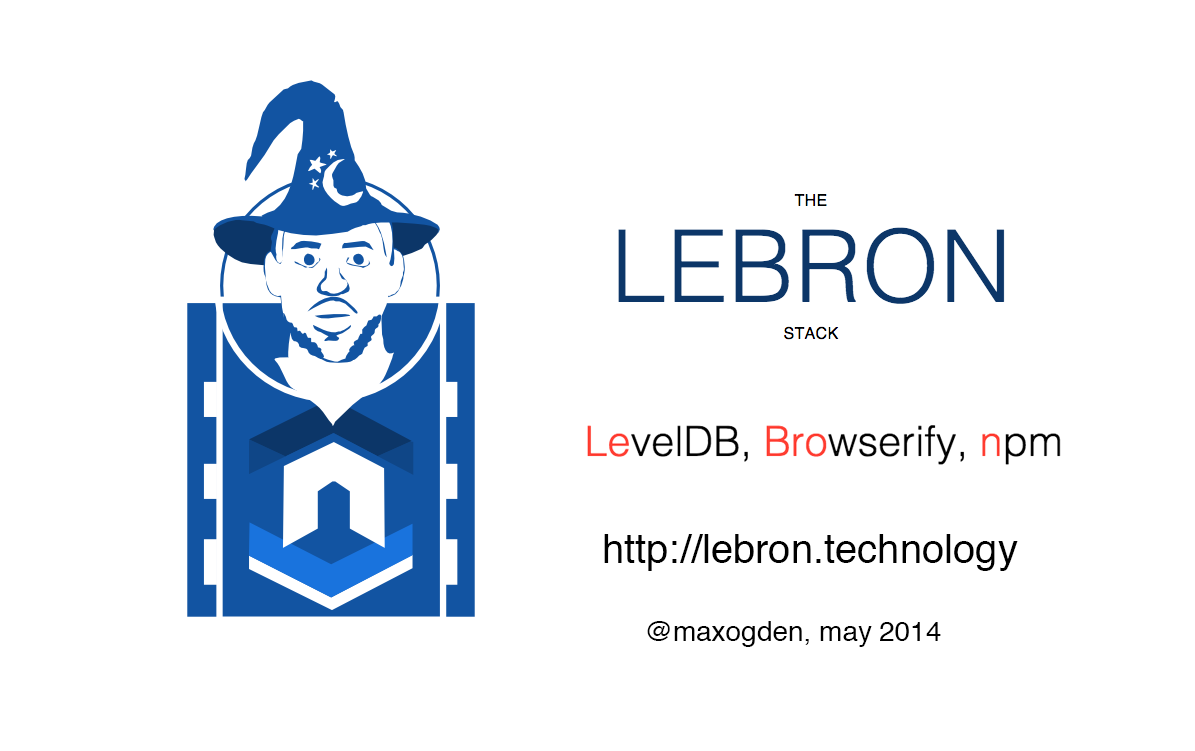 THE
LEBRON
STACK
LevelDB, Browserify, npm
http://lebron.technology
@maxogden, may 2014